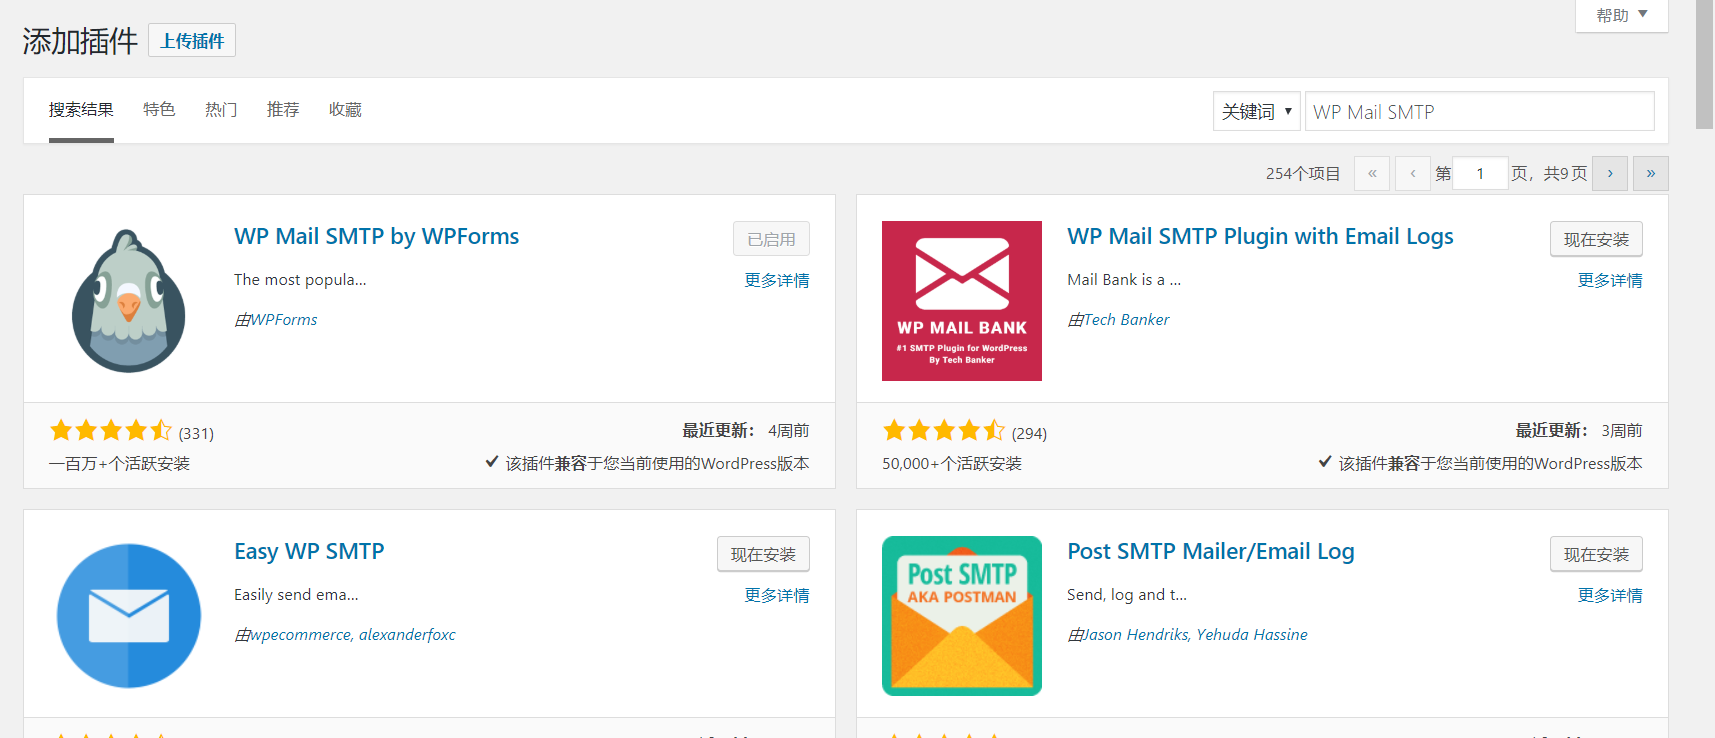 帮助
添加插件 上传插件
搜索结果 特色 热门 推荐 收藏 关键词 WP Mail SMTP
254个项目 « ‹ 第 1 页，共9页 › »
WP Mail SMTP by WPForms 已启用
The most popula... 更多详情
由WPForms
(331) 最近更新： 4周前
一百万+个活跃安装 该插件兼容于您当前使用的WordPress版本
WP Mail SMTP Plugin with Email Logs 现在安装
Mail Bank is a ... 更多详情
由Tech Banker
WP MAIL BANK
#1 SMTP Plugin for WordPress
By Tech Banker
(294) 最近更新： 3周前
50,000+个活跃安装 该插件兼容于您当前使用的WordPress版本
Easy WP SMTP 现在安装
Easily send ema... 更多详情
由wpecommerce, alexanderfoxc
Post SMTP Mailer/Email Log 现在安装
Send, log and t... 更多详情
由Jason Hendriks, Yehuda Hassine
Post SMTP
AKA POSTMAN